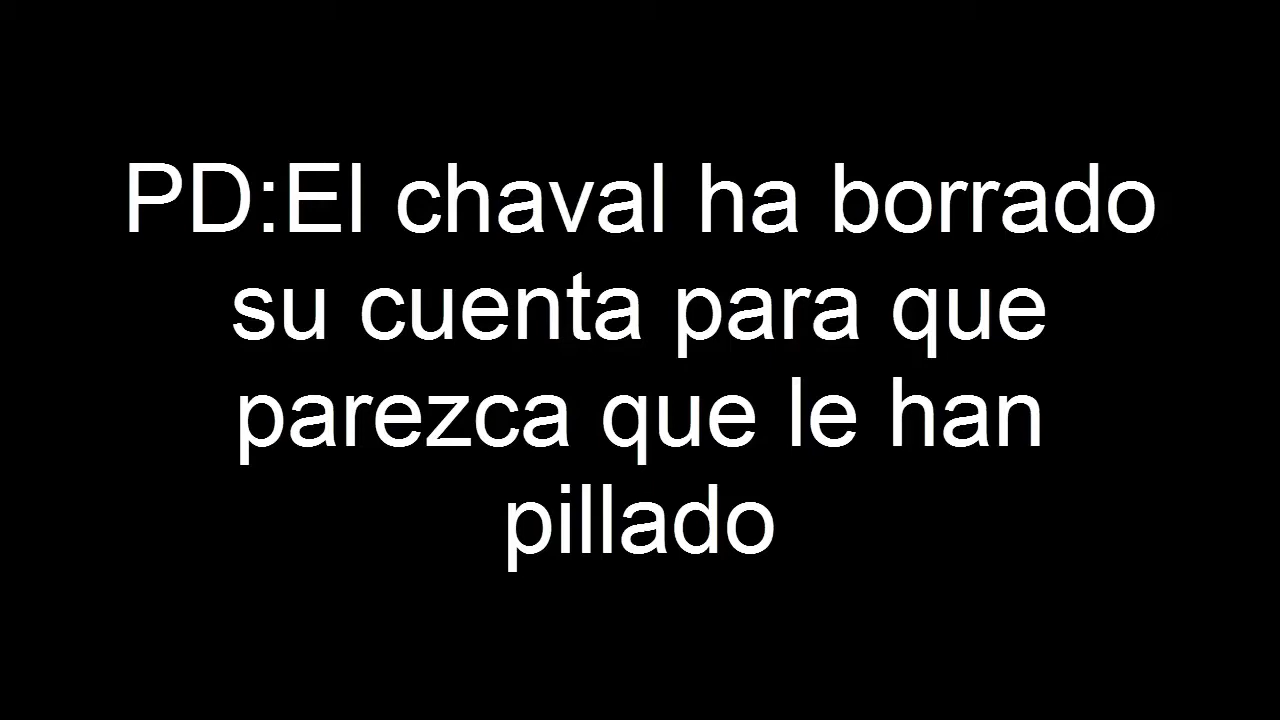 PD:El chaval ha borrado
su cuenta para que
parezca que le han
pillado